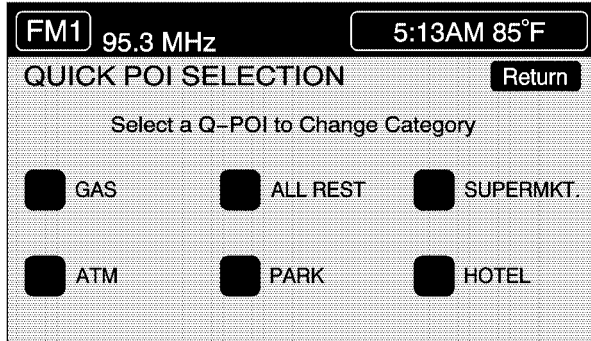 FM1 95.3 MHz 5:13AM 85°F
QUICK POI SELECTION Return
Select a Q–POI to Change Category
GAS ALL REST SUPERMKT.
ATM PARK HOTEL